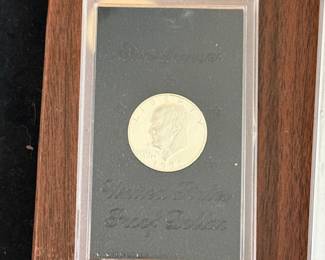 Eisenhower
LIBERTY
United States
Proof Dollar